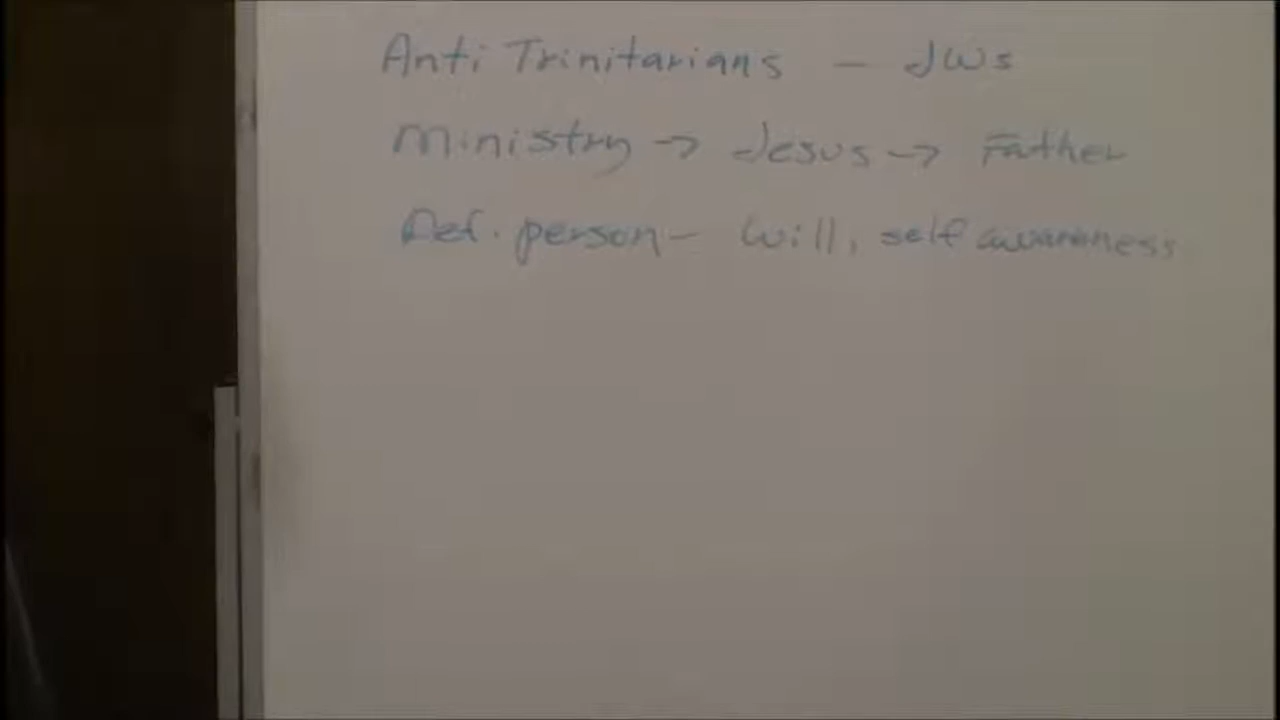 Anti Trinitarians - JWs
Ministry → Jesus → Father
Def. person - Will, self awareness